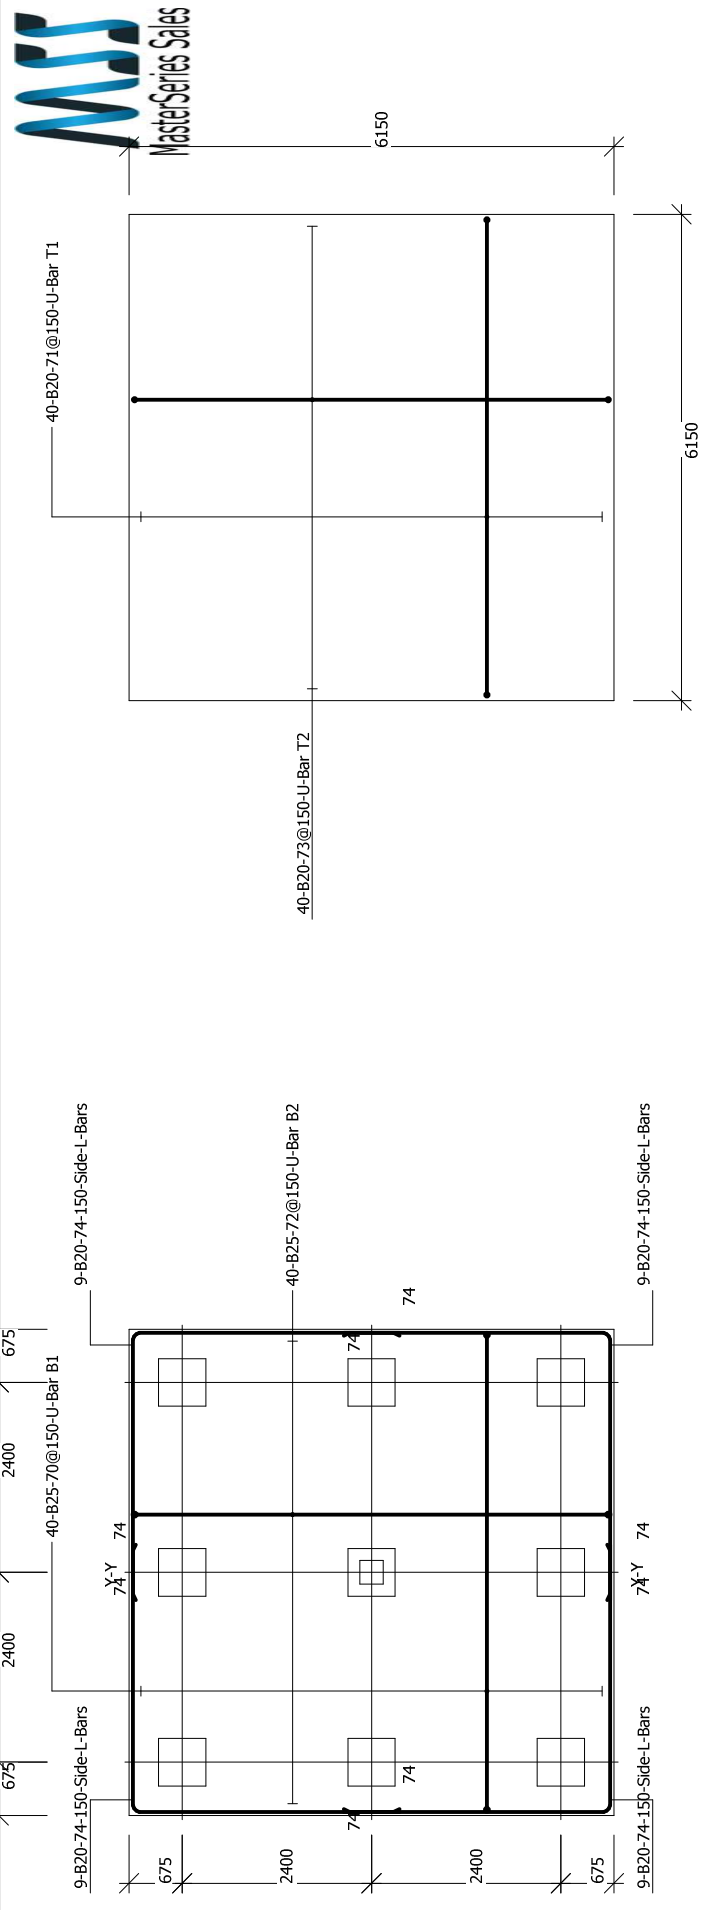 MasterSeries Sales
6150
40-B20-71@150-U-Bar T1
6150
40-B20-73@150-U-Bar T2
9-B20-74-150-Side-L-Bars
40-B25-72@150-U-Bar B2
9-B20-74-150-Side-L-Bars
74
675
74
40-B25-70@150-U-Bar B1
2400
74
74
Y-Y
74
Y-Y
74
2400
9-B20-74-150-Side-L-Bars
9-B20-74-150-Side-L-Bars
675
74
74
675
2400
2400
675